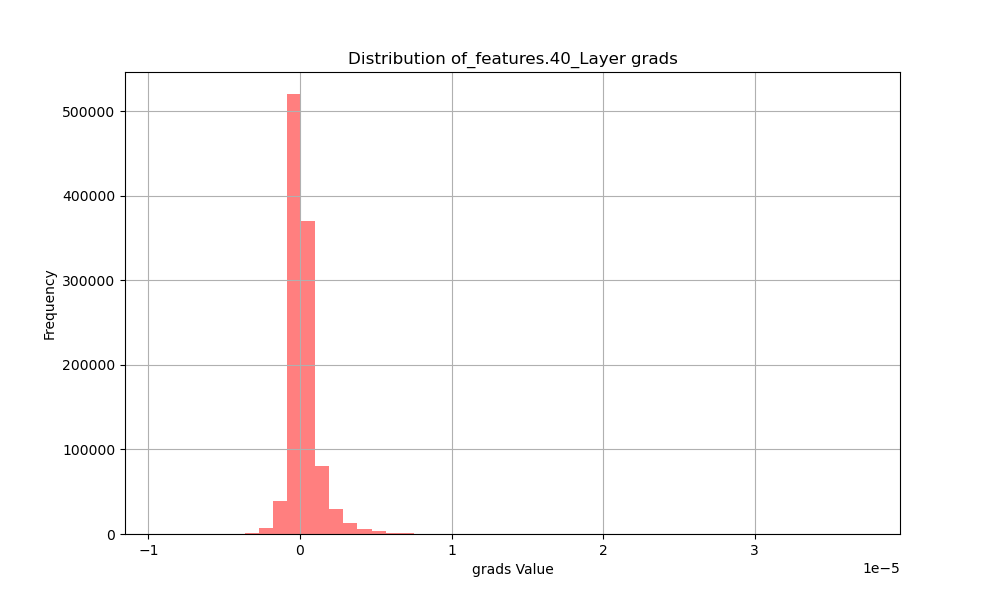 Distribution of_features.40_Layer grads
500000
400000
300000
200000
100000
0
Frequency
−1
0
1
2
3
1e−5
grads Value